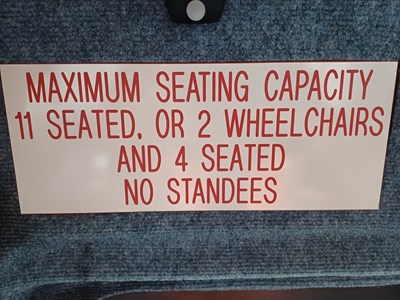 MAXIMUM SEATING CAPACITY
11 SEATED, OR 2 WHEELCHAIRS
AND 4 SEATED
NO STANDEES